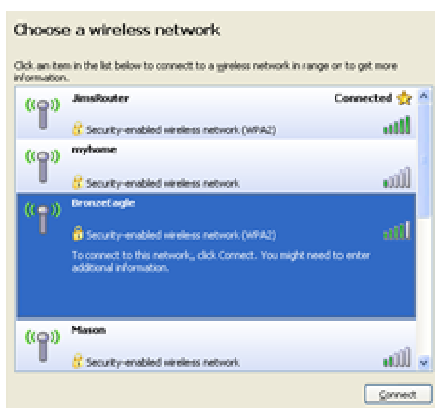 Choose a wireless network
Click an item in the list below to connect to a wireless network in range or to get more
information.
JimsRouter Connected
Security-enabled wireless network (WPA2)
myhome
Security-enabled wireless network
BronzeEagle
Security-enabled wireless network (WPA2)
To connect to this network, click Connect. You might need to enter
additional information.
Mason
Security-enabled wireless network
Connect